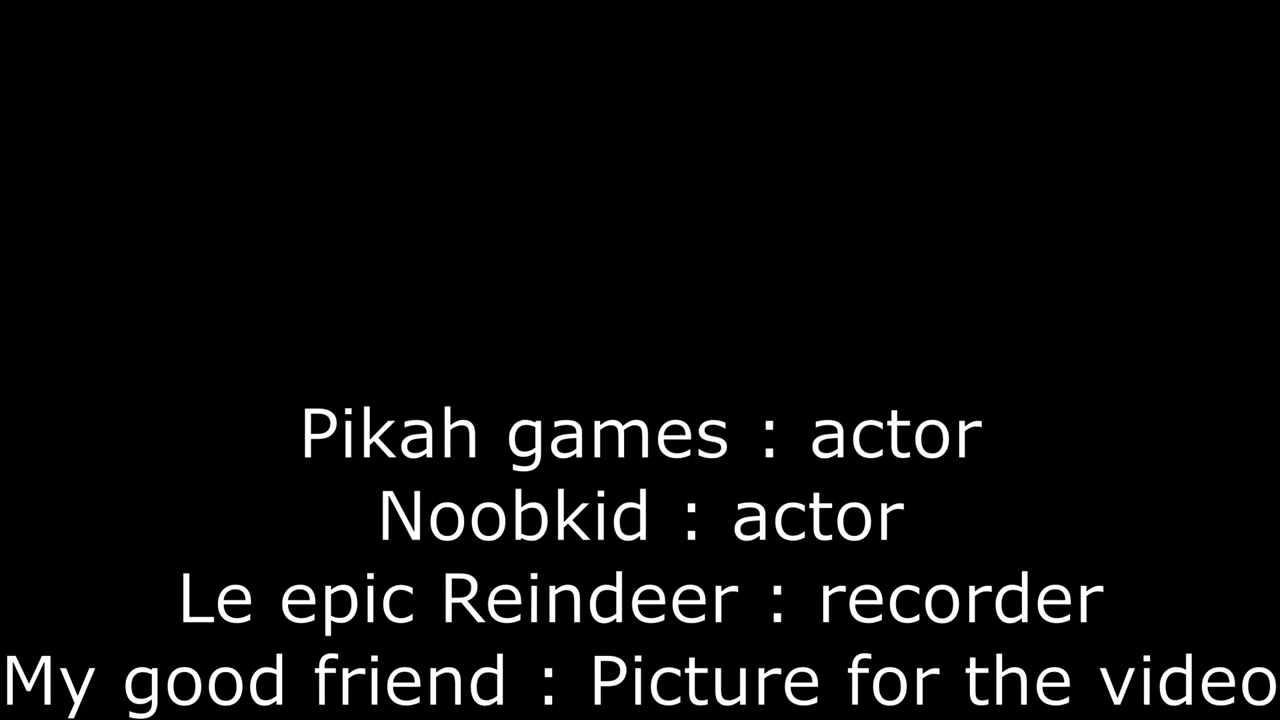 Pikah games : actor
Noobkid : actor
Le epic Reindeer : recorder
My good friend : Picture for the video